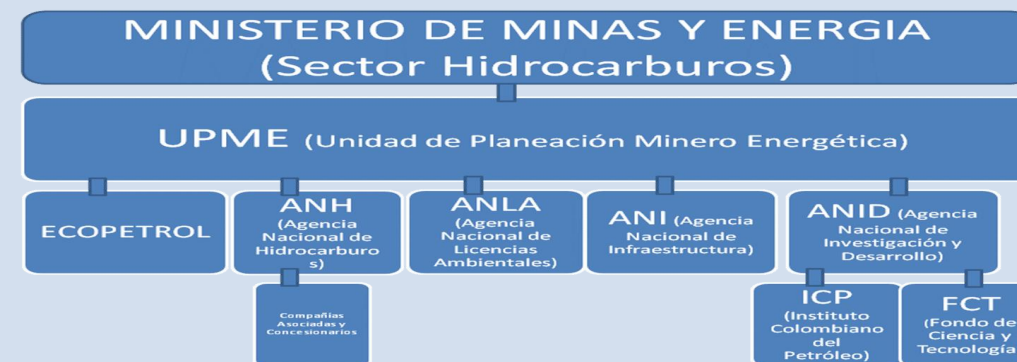 MINISTERIO DE MINAS Y ENERGIA
(Sector Hidrocarburos)
UPME (Unidad de Planeación Minero Energética)
ECOPETROL
ANH
(Agencia
Nacional de
Hidrocarburo
s)
ANLA
(Agencia
Nacional de
Licencias
Ambientales)
ANI (Agencia
Nacional de
Infraestructura)
ANID (Agencia
Nacional de
Investigación y
Desarrollo)
Compañias
Asociadas y
Concesionarios
ICP
(Instituto
Colombiano
del
Petróleo)
FCT
(Fondo de
Ciencia y
Tecnología